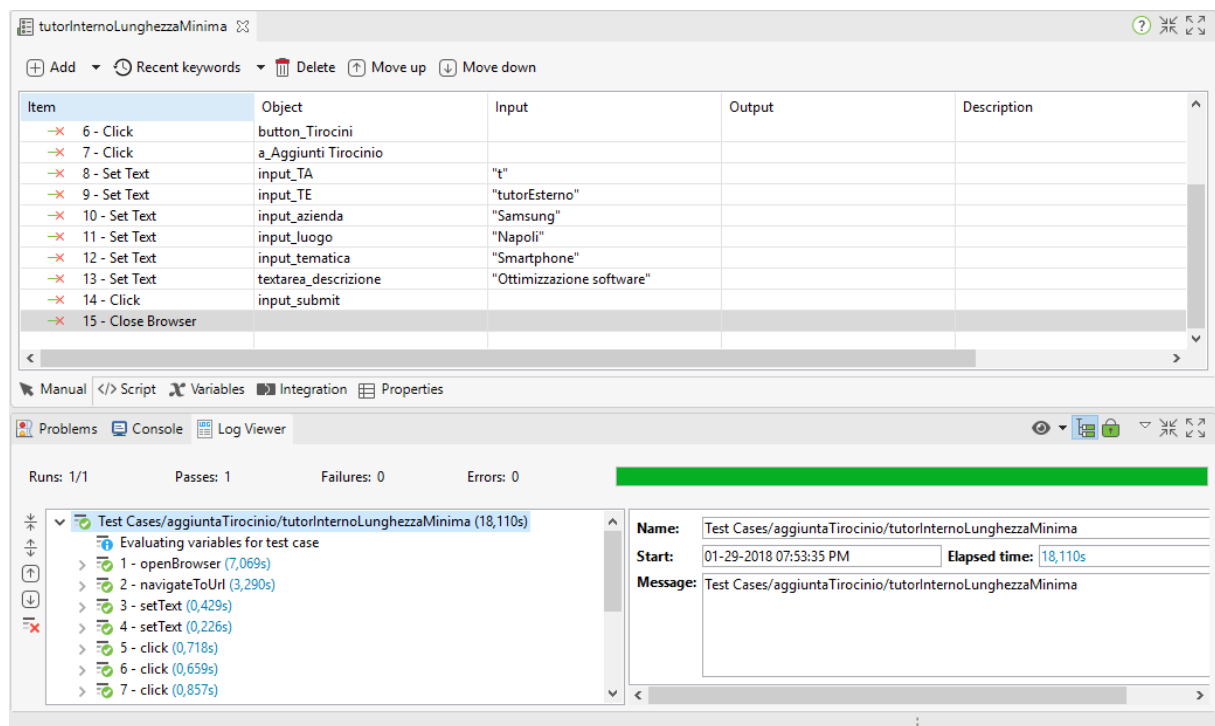 tutorInternoLunghezzaMinima
Add Recent keywords Delete Move up Move down
Item Object Input Output Description
6 - Click button_Tirocini
7 - Click a_Aggiunti Tirocinio
8 - Set Text input_TA "t"
9 - Set Text input_TE "tutorEsterno"
10 - Set Text input_azienda "Samsung"
11 - Set Text input_luogo "Napoli"
12 - Set Text input_tematica "Smartphone"
13 - Set Text textarea_descrizione "Ottimizzazione software"
14 - Click input_submit
15 - Close Browser
Manual </> Script Variables Integration Properties
Problems Console Log Viewer
Runs: 1/1 Passes: 1 Failures: 0 Errors: 0
Test Cases/aggiuntaTirocinio/tutorInternoLunghezzaMinima (18,110s)
Evaluating variables for test case
1 - openBrowser (7,069s)
2 - navigateToUrl (3,290s)
3 - setText (0,429s)
4 - setText (0,226s)
5 - click (0,718s)
6 - click (0,659s)
7 - click (0,857s)
Name: Test Cases/aggiuntaTirocinio/tutorInternoLunghezzaMinima
Start: 01-29-2018 07:53:35 PM Elapsed time: 18,110s
Message: Test Cases/aggiuntaTirocinio/tutorInternoLunghezzaMinima